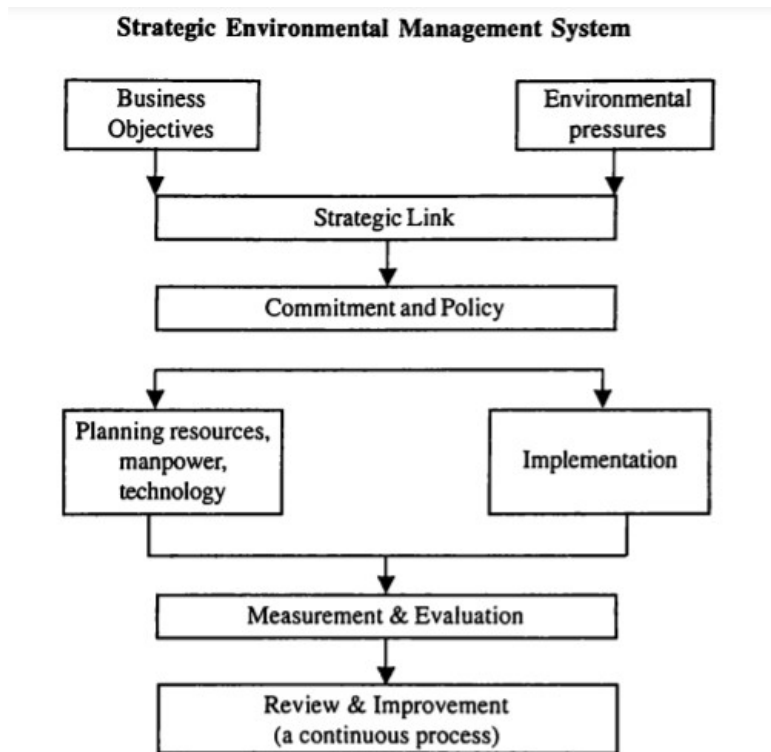 Strategic Environmental Management System
Business
Objectives
Environmental
pressures
Strategic Link
Commitment and Policy
Planning resources,
manpower,
technology
Implementation
Measurement & Evaluation
Review & Improvement
(a continuous process)